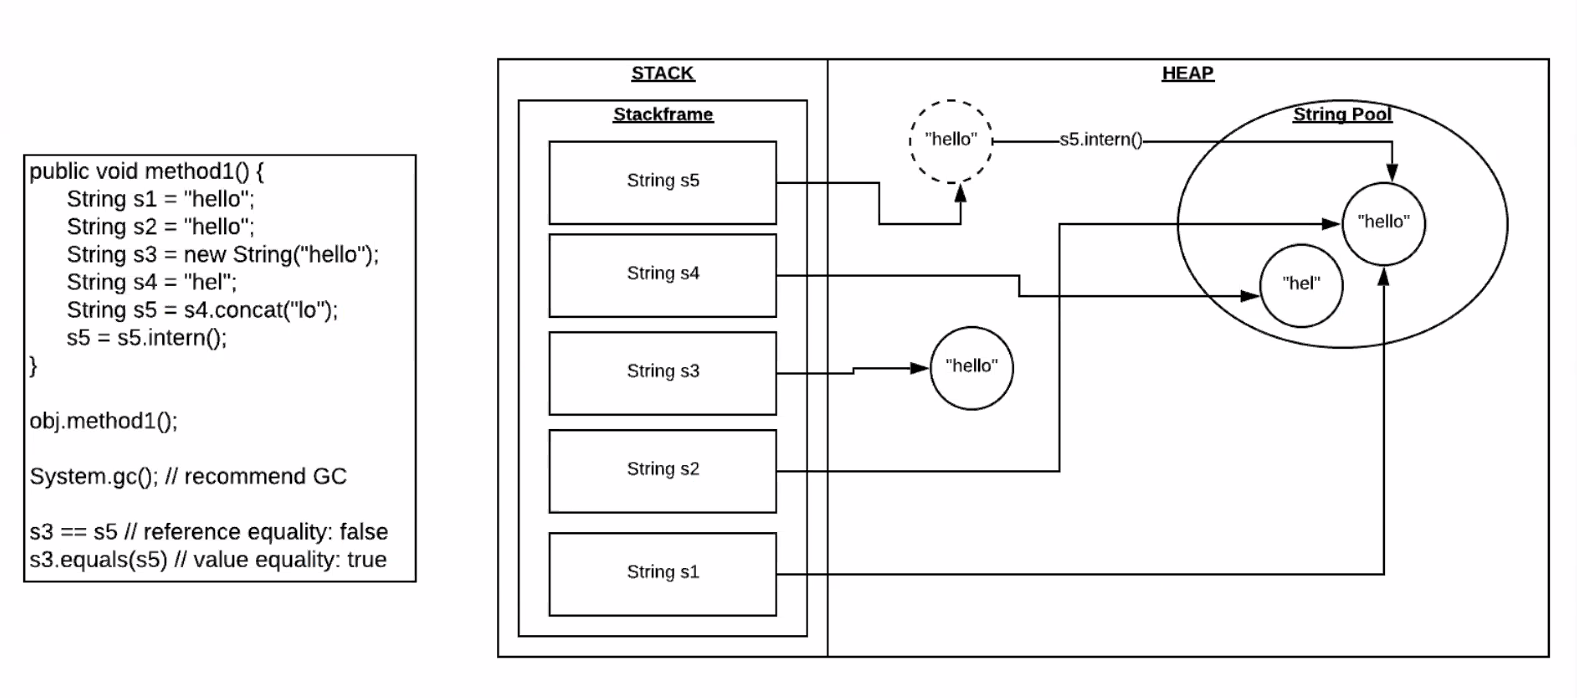 public void method1() {
String s1 = "hello";
String s2 = "hello";
String s3 = new String("hello");
String s4 = "hel";
String s5 = s4.concat("lo");
s5 = s5.intern();
}
obj.method1();
System.gc(); // recommend GC
s3 == s5 // reference equality: false
s3.equals(s5) // value equality: true
STACK
Stackframe
String s5
String s4
String s3
String s2
String s1
HEAP
"hello"
s5.intern()
String Pool
"hello"
"hel"
"hello"